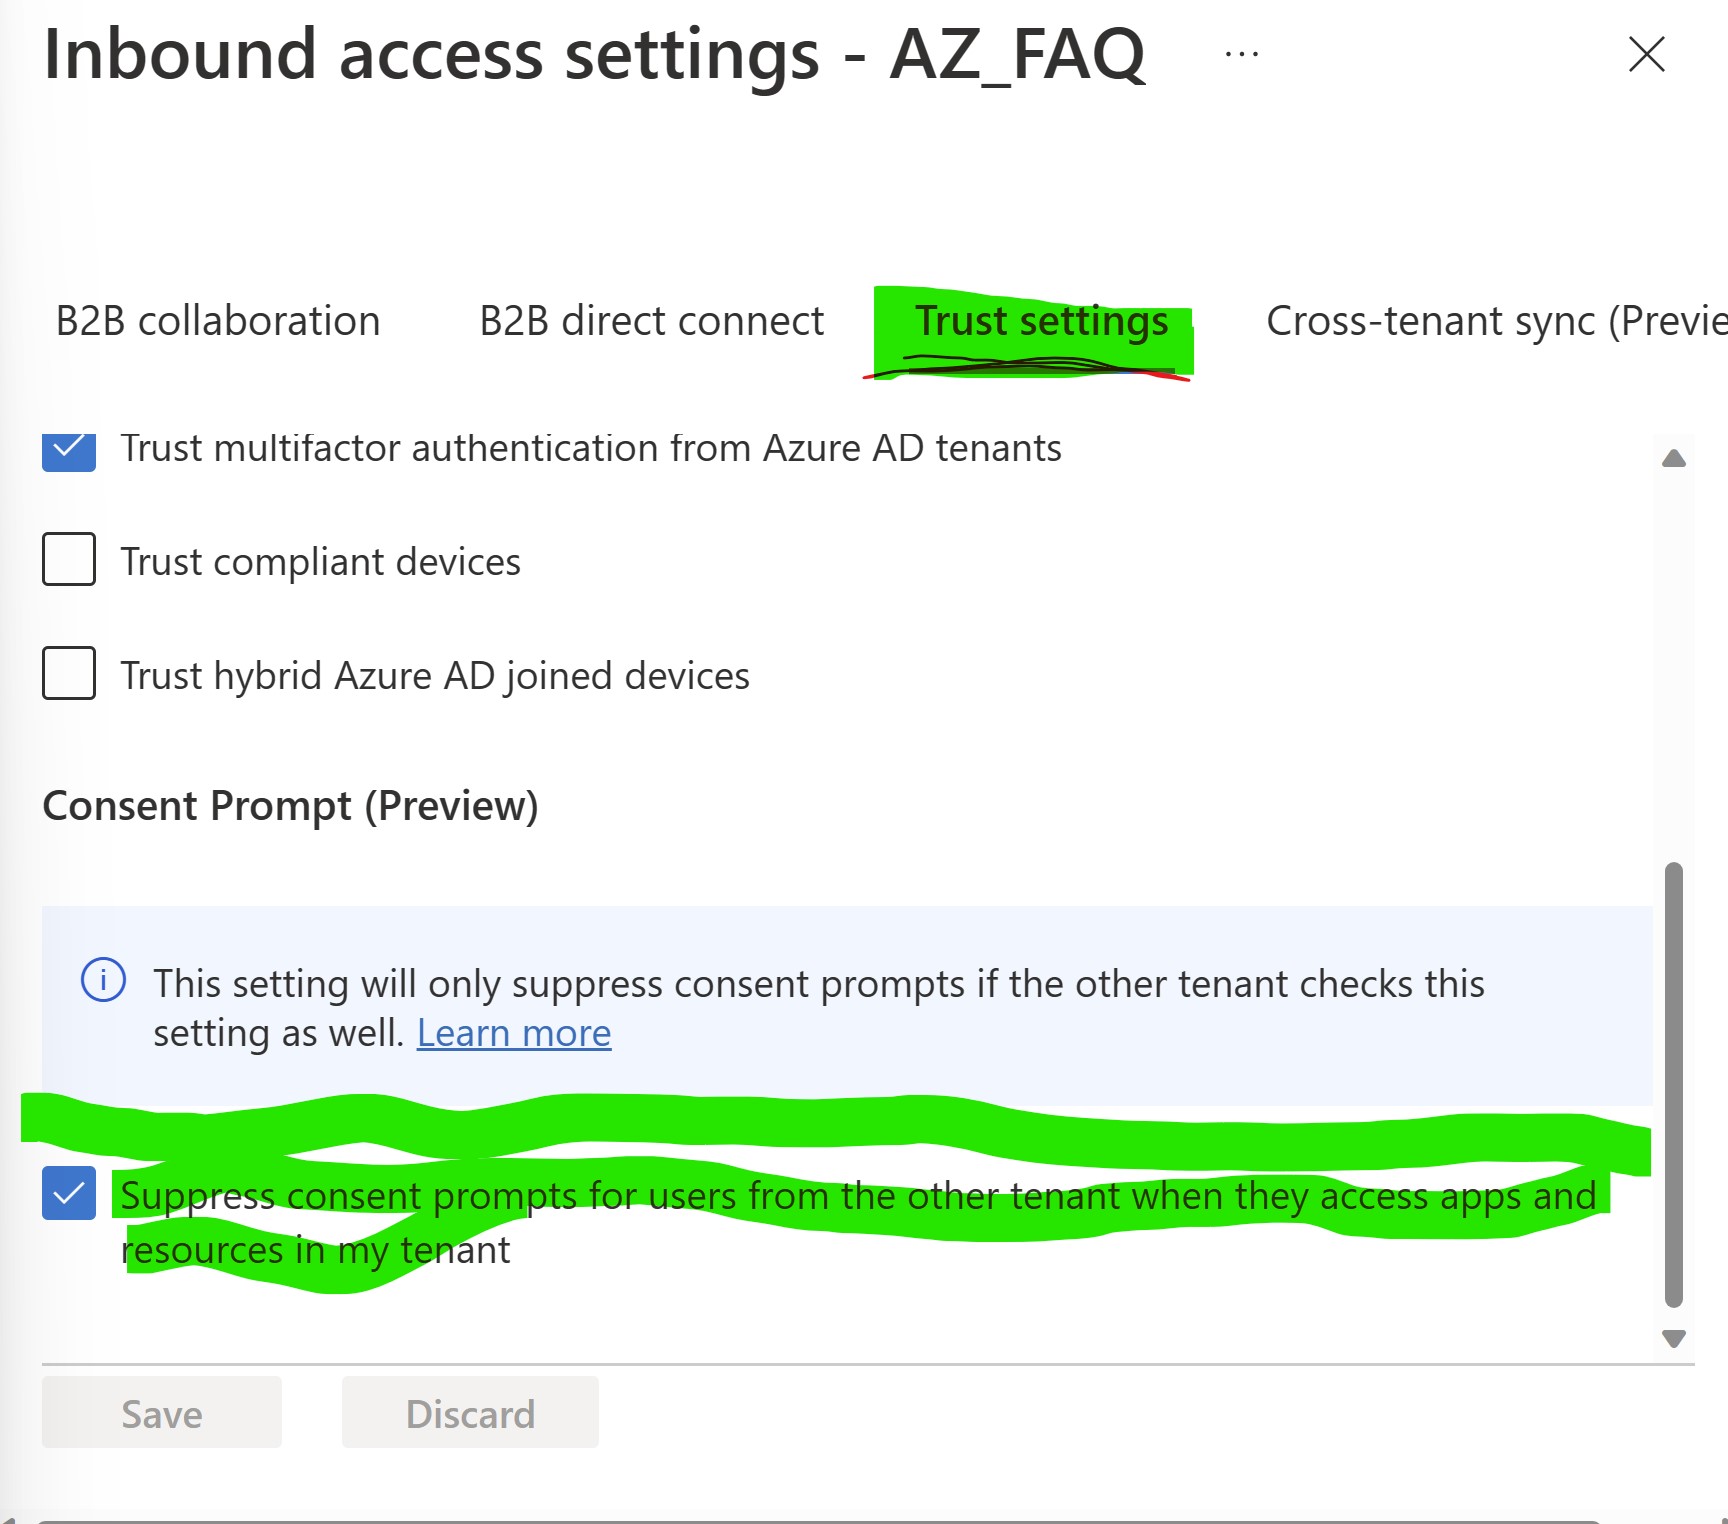 Inbound access settings - AZ_FAQ ...
B2B collaboration B2B direct connect Trust settings Cross-tenant sync (Previe
Trust multifactor authentication from Azure AD tenants
Trust compliant devices
Trust hybrid Azure AD joined devices
Consent Prompt (Preview)
This setting will only suppress consent prompts if the other tenant checks this
setting as well. Learn more
Suppress consent prompts for users from the other tenant when they access apps and
resources in my tenant
Save Discard